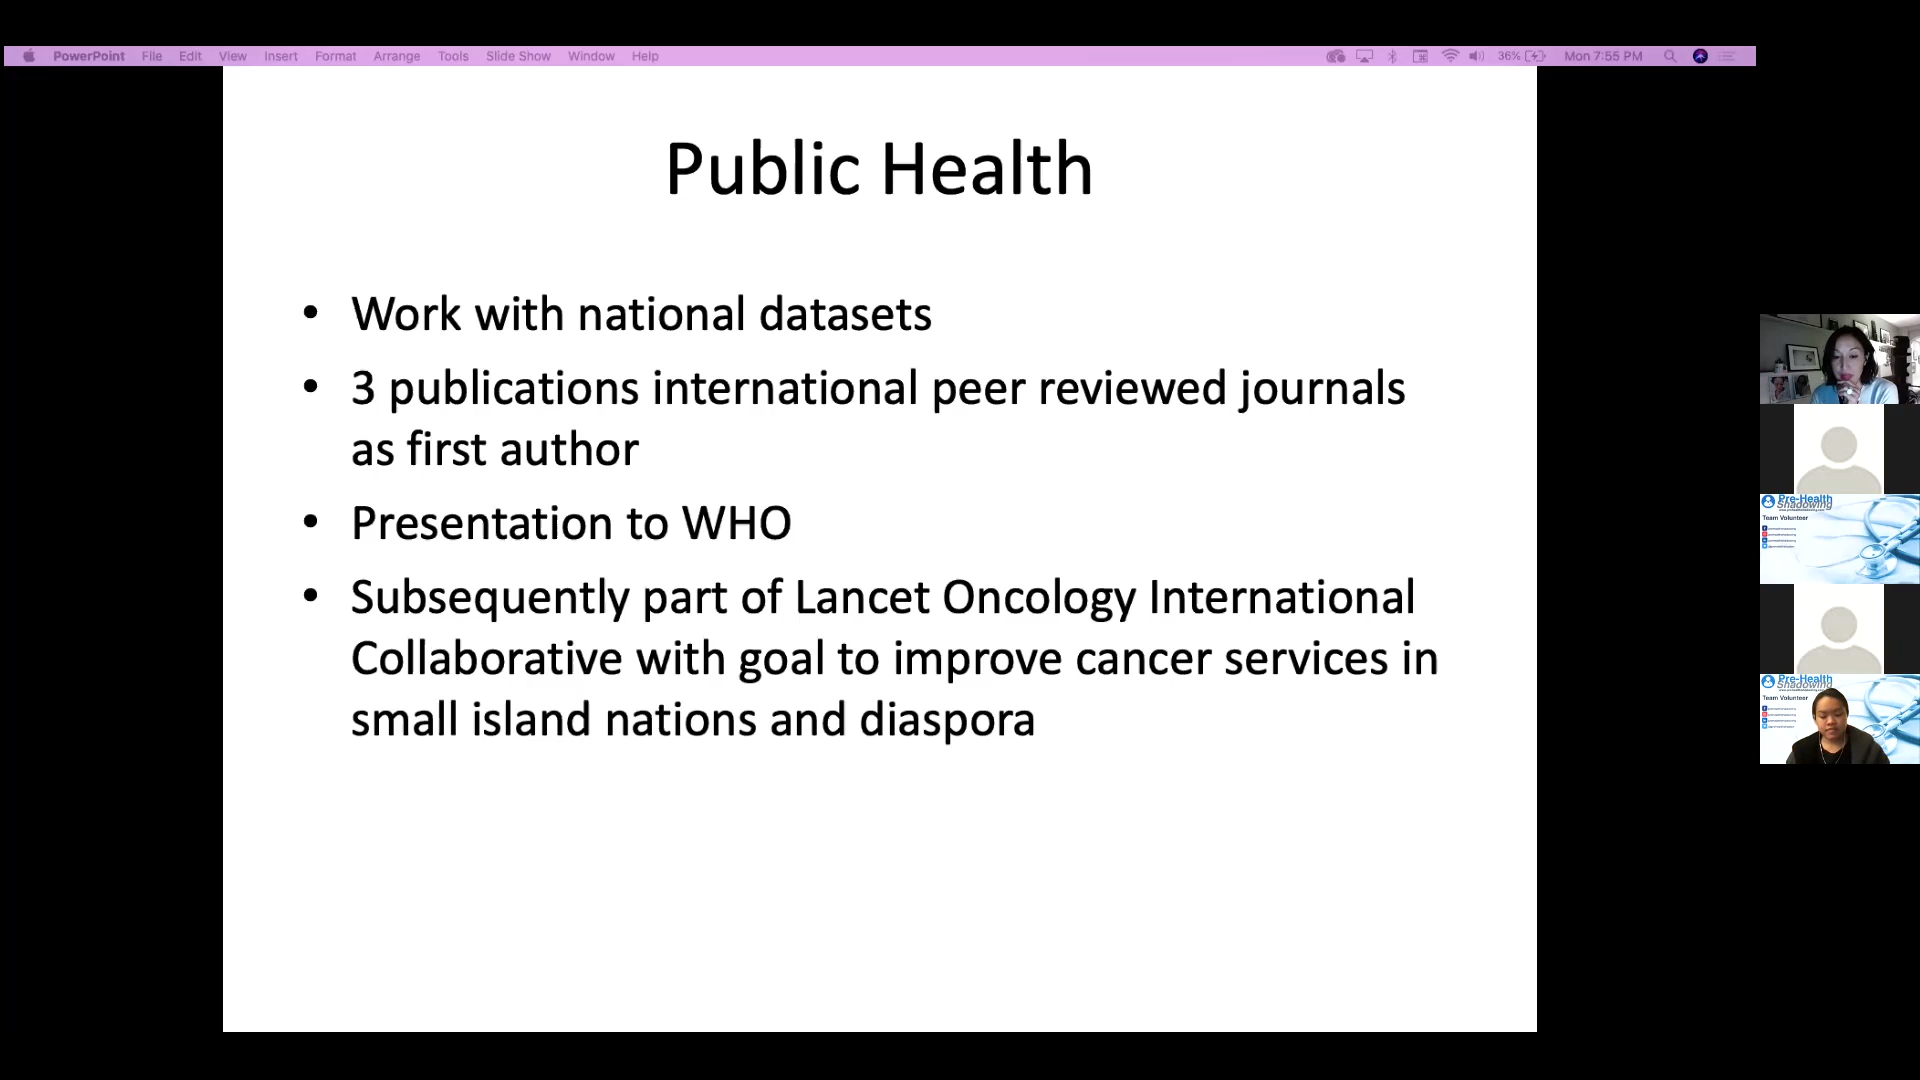 PowerPoint File Edit View Insert Format Arrange Tools Slide Show Window Help 36% Mon 7:55 PM
Public Health
• Work with national datasets
• 3 publications international peer reviewed journals
as first author
• Presentation to WHO
• Subsequently part of Lancet Oncology International
Collaborative with goal to improve cancer services in
small island nations and diaspora
Pre-Health
Shadowing
Team Volunteer
Pre-Health
Shadowing
Team Volunteer